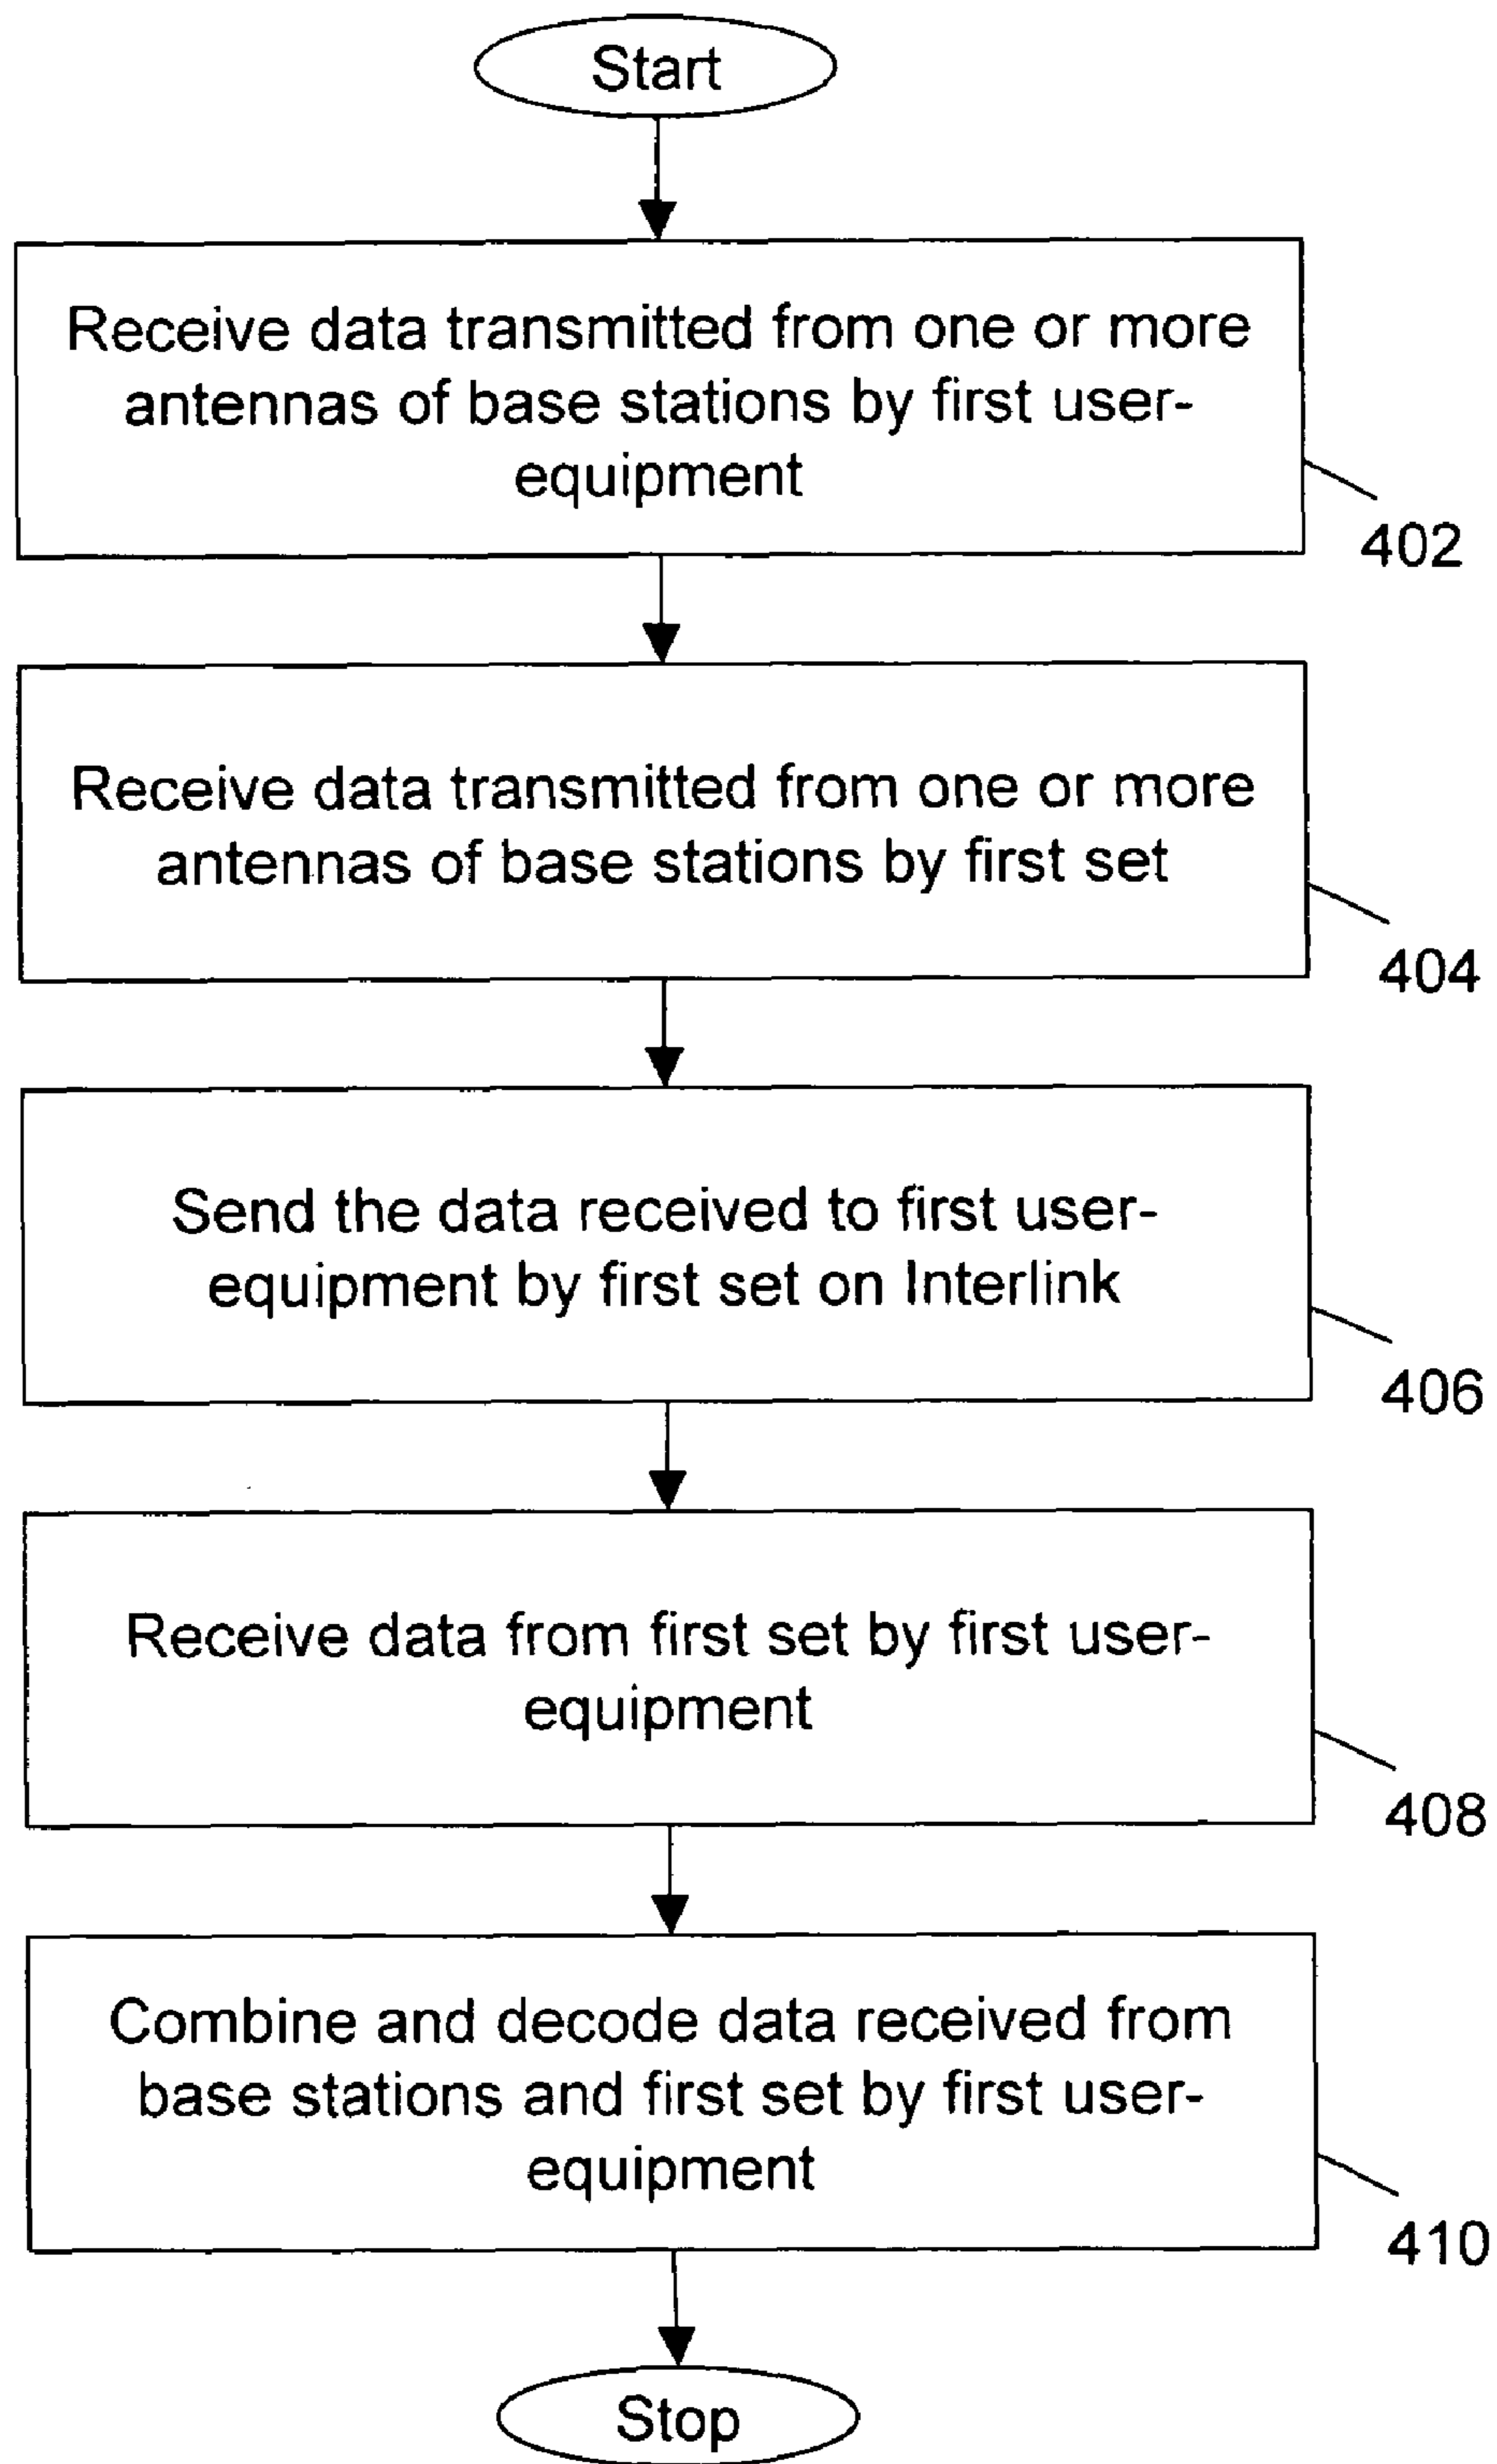 Start
Receive data transmitted from one or more
antennas of base stations by first user-
equipment
402
Receive data transmitted from one or more
antennas of base stations by first set
404
Send the data received to first user-
equipment by first set on Interlink
406
Receive data from first set by first user-
equipment
408
Combine and decode data received from
base stations and first set by first user-
equipment
410
Stop